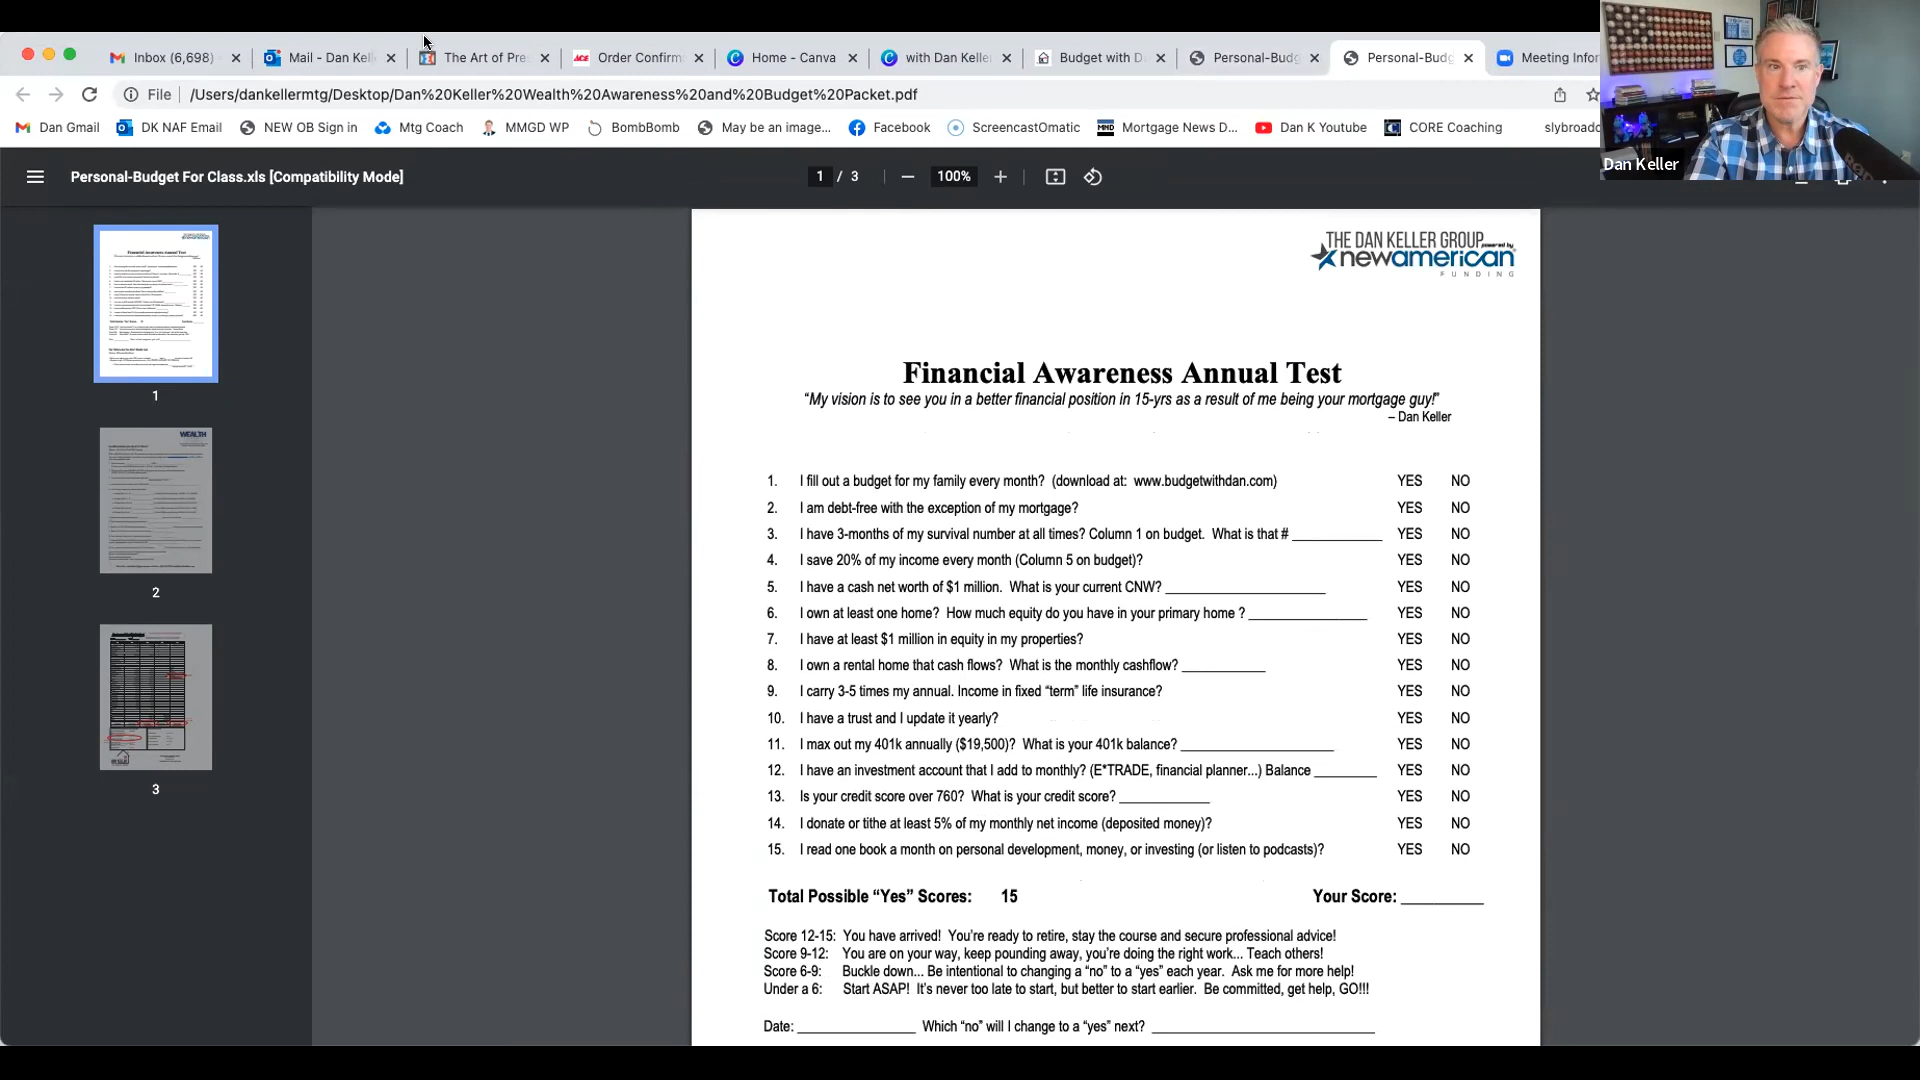 Inbox (6,698)
Mail - Dan Kell
The Art of Pre
Order Confirm
Home - Canva
with Dan Kelle
Budget with D
Personal-Budg
Personal-Budg
Meeting Infor
File
/Users/dankellermtg/Desktop/Dan%20Keller%20Wealth%20Awareness%20and%20Budget%20Packet.pdf
Dan Gmail
DK NAF Email
NEW OB Sign in
Mtg Coach
MMGD WP
BombBomb
May be an image...
Facebook
ScreencastOmatic
Mortgage News D...
Dan K Youtube
CORE Coaching
slybroadc
Dan Keller
Personal-Budget For Class.xls [Compatibility Mode]
1 / 3
100%
1
WEALTH
2
3
THE DAN KELLER GROUP powered by
newamerican
FUNDING
Financial Awareness Annual Test
“My vision is to see you in a better financial position in 15-yrs as a result of me being your mortgage guy!”
– Dan Keller
1. I fill out a budget for my family every month? (download at: www.budgetwithdan.com) YES NO
2. I am debt-free with the exception of my mortgage? YES NO
3. I have 3-months of my survival number at all times? Column 1 on budget. What is that # ____________ YES NO
4. I save 20% of my income every month (Column 5 on budget)? YES NO
5. I have a cash net worth of $1 million. What is your current CNW? _____________________ YES NO
6. I own at least one home? How much equity do you have in your primary home ? ________________ YES NO
7. I have at least $1 million in equity in my properties? YES NO
8. I own a rental home that cash flows? What is the monthly cashflow? ___________ YES NO
9. I carry 3-5 times my annual. Income in fixed “term” life insurance? YES NO
10. I have a trust and I update it yearly? YES NO
11. I max out my 401k annually ($19,500)? What is your 401k balance? ____________________ YES NO
12. I have an investment account that I add to monthly? (E*TRADE, financial planner...) Balance ________ YES NO
13. Is your credit score over 760? What is your credit score? ____________ YES NO
14. I donate or tithe at least 5% of my monthly net income (deposited money)? YES NO
15. I read one book a month on personal development, money, or investing (or listen to podcasts)? YES NO
Total Possible “Yes” Scores: 15 Your Score: _________
Score 12-15: You have arrived! You’re ready to retire, stay the course and secure professional advice!
Score 9-12: You are on your way, keep pounding away, you’re doing the right work... Teach others!
Score 6-9: Buckle down... Be intentional to changing a “no” to a “yes” each year. Ask me for more help!
Under a 6: Start ASAP! It’s never too late to start, but better to start earlier. Be committed, get help, GO!!!
Date: ________________ Which “no” will I change to a “yes” next? ______________________________